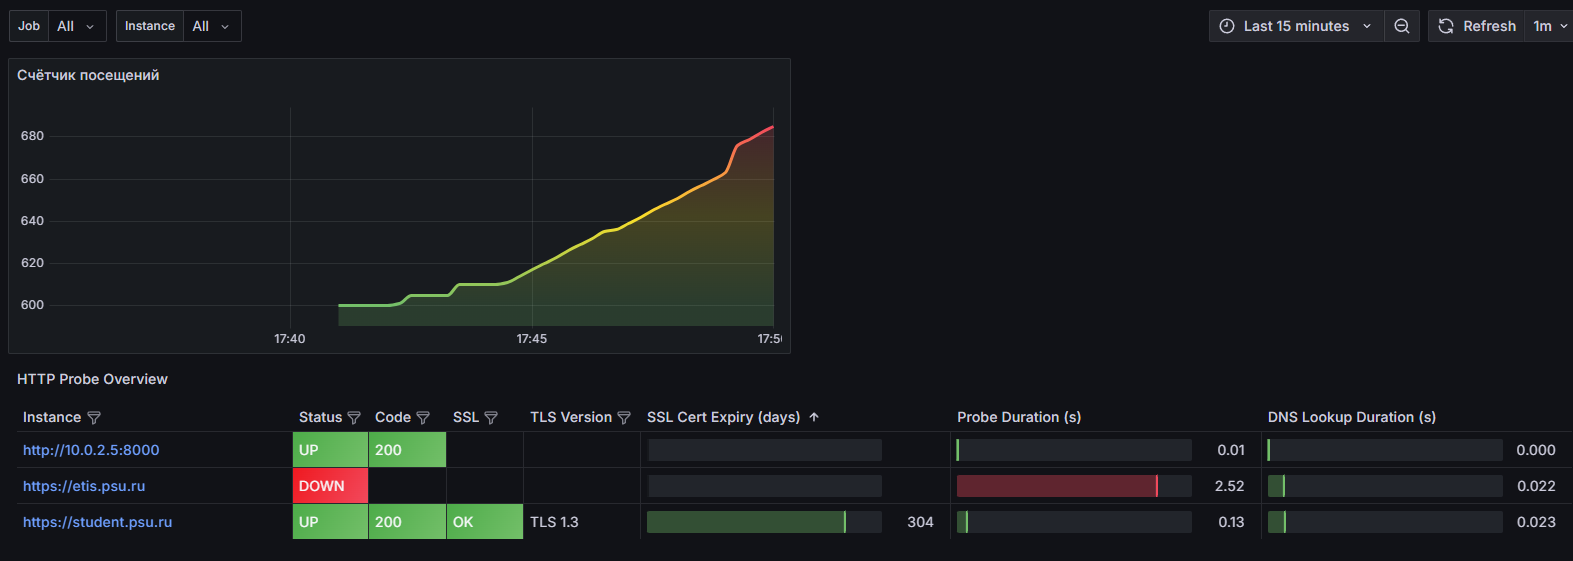 Job All Instance All Last 15 minutes Refresh 1m
Счётчик посещений
680
660
640
620
600
17:40 17:45 17:5
HTTP Probe Overview
Instance Status Code SSL TLS Version SSL Cert Expiry (days) Probe Duration (s) DNS Lookup Duration (s)
http://10.0.2.5:8000 UP 200 0.01 0.000
https://etis.psu.ru DOWN 2.52 0.022
https://student.psu.ru UP 200 OK TLS 1.3 304 0.13 0.023